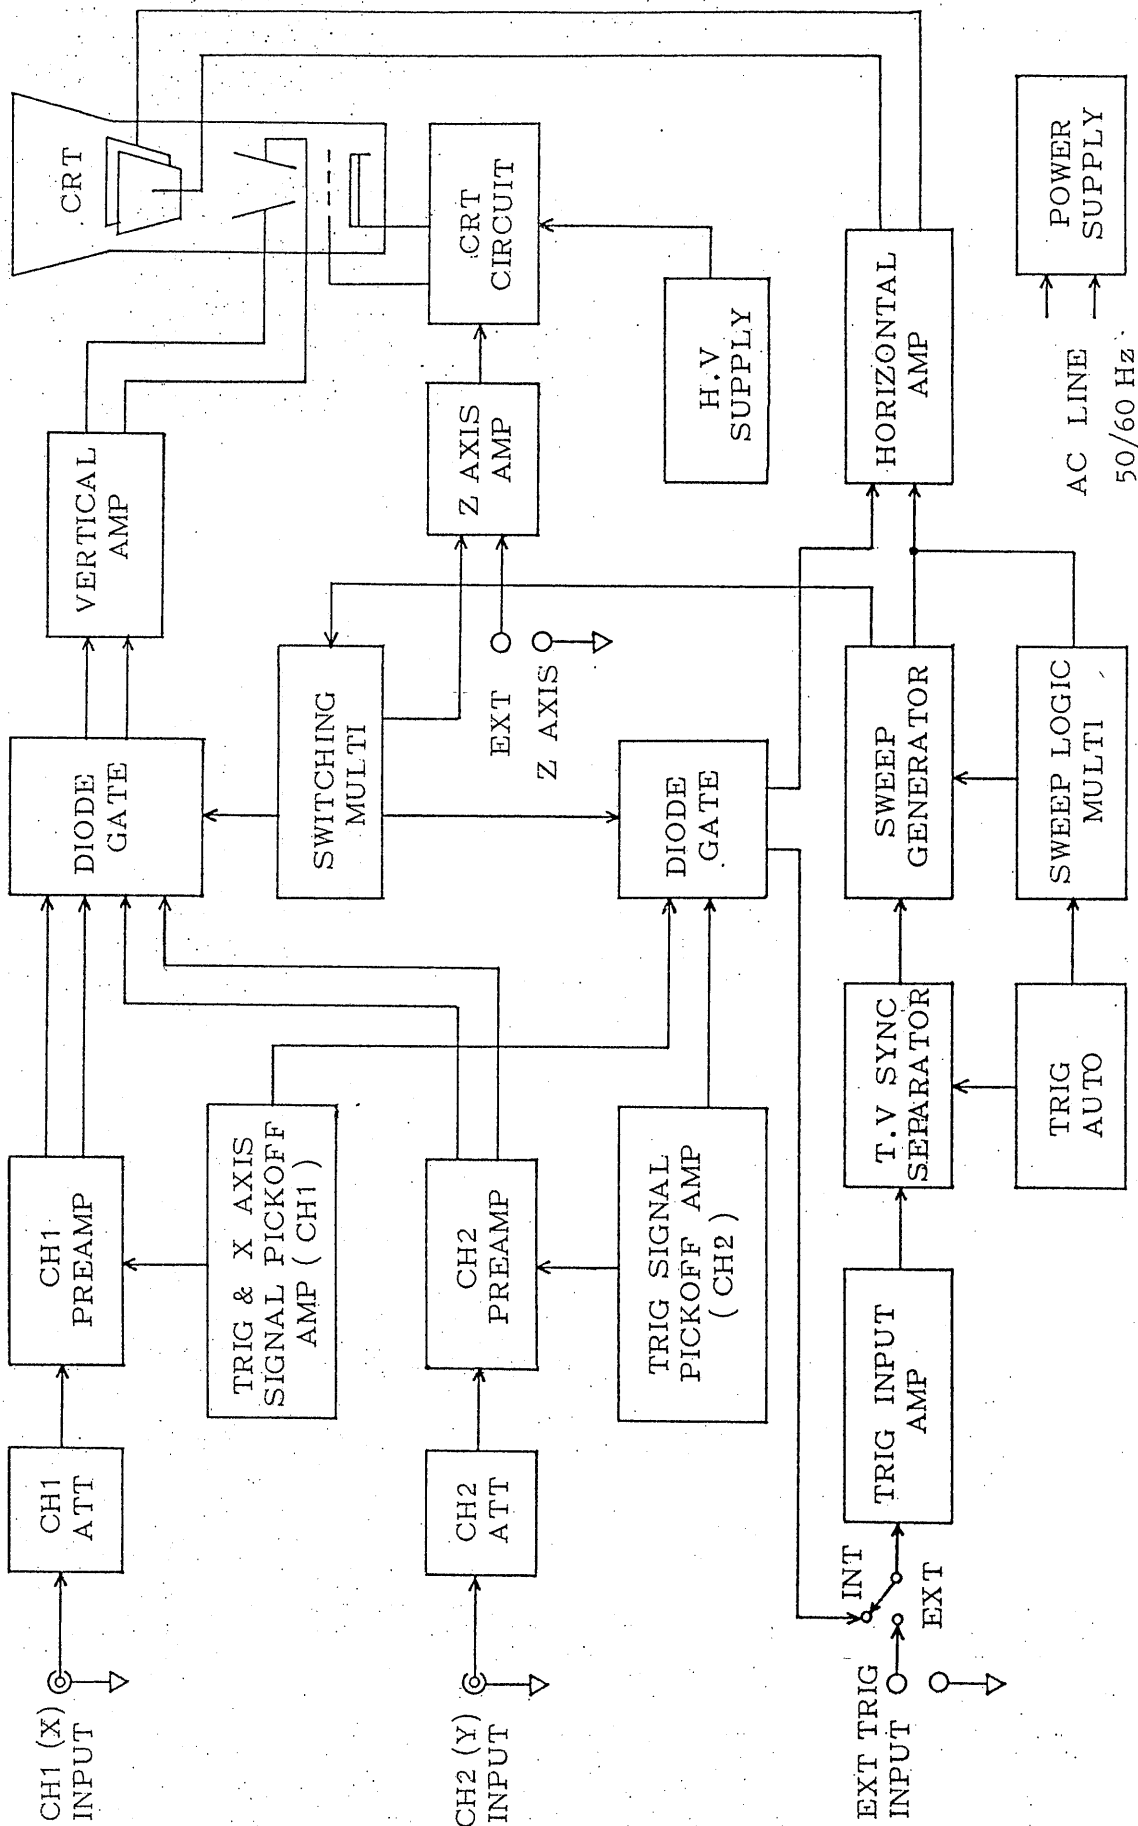 CH1 (X)
INPUT
CH1
ATT
CH1
PREAMP
DIODE
GATE
VERTICAL
AMP
CRT
TRIG & X AXIS
SIGNAL PICKOFF
AMP ( CH1 )
SWITCHING
MULTI
CH2 (Y)
INPUT
CH2
ATT
CH2
PREAMP
Z AXIS
AMP
CRT
CIRCUIT
EXT
Z AXIS
TRIG SIGNAL
PICKOFF AMP
( CH2 )
DIODE
GATE
H.V
SUPPLY
EXT TRIG
INPUT
INT
EXT
TRIG INPUT
AMP
T.V SYNC
SEPARATOR
SWEEP
GENERATOR
HORIZONTAL
AMP
TRIG
AUTO
SWEEP LOGIC
MULTI
AC LINE
50/60 Hz
POWER
SUPPLY